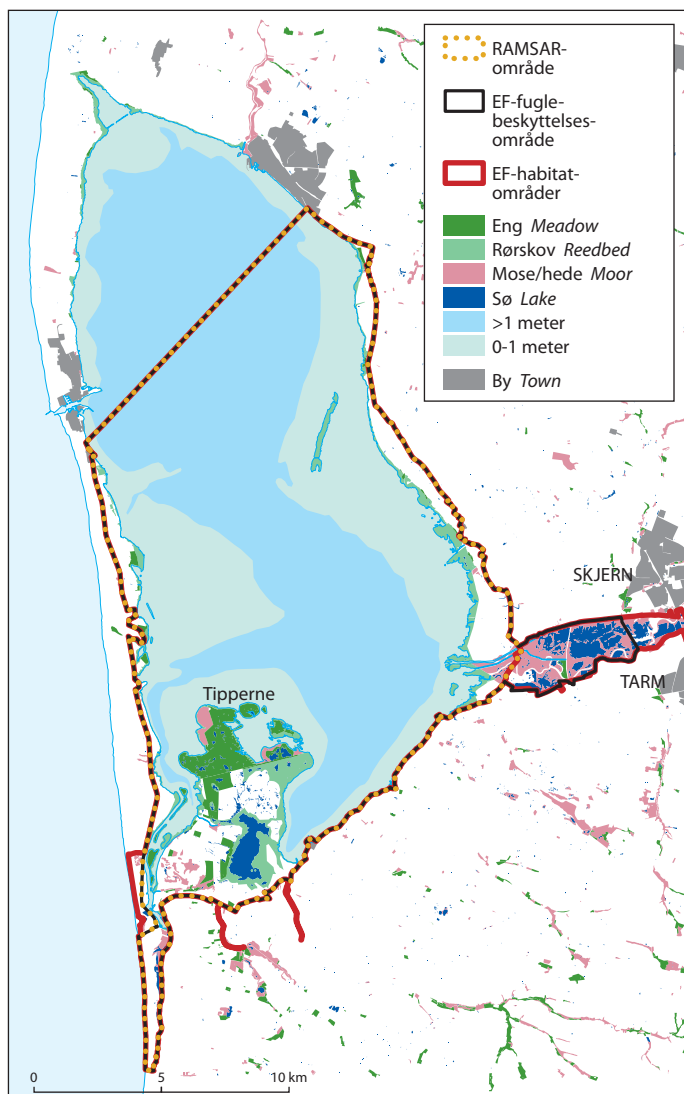 RAMSAR-
område
EF-fugle-
beskyttelses-
område
EF-habitat-
områder
Eng Meadow
Rørskov Reedbed
Mose/hede Moor
Sø Lake
>1 meter
0-1 meter
By Town
SKJERN
TARM
Tipperne
0 5 10 km